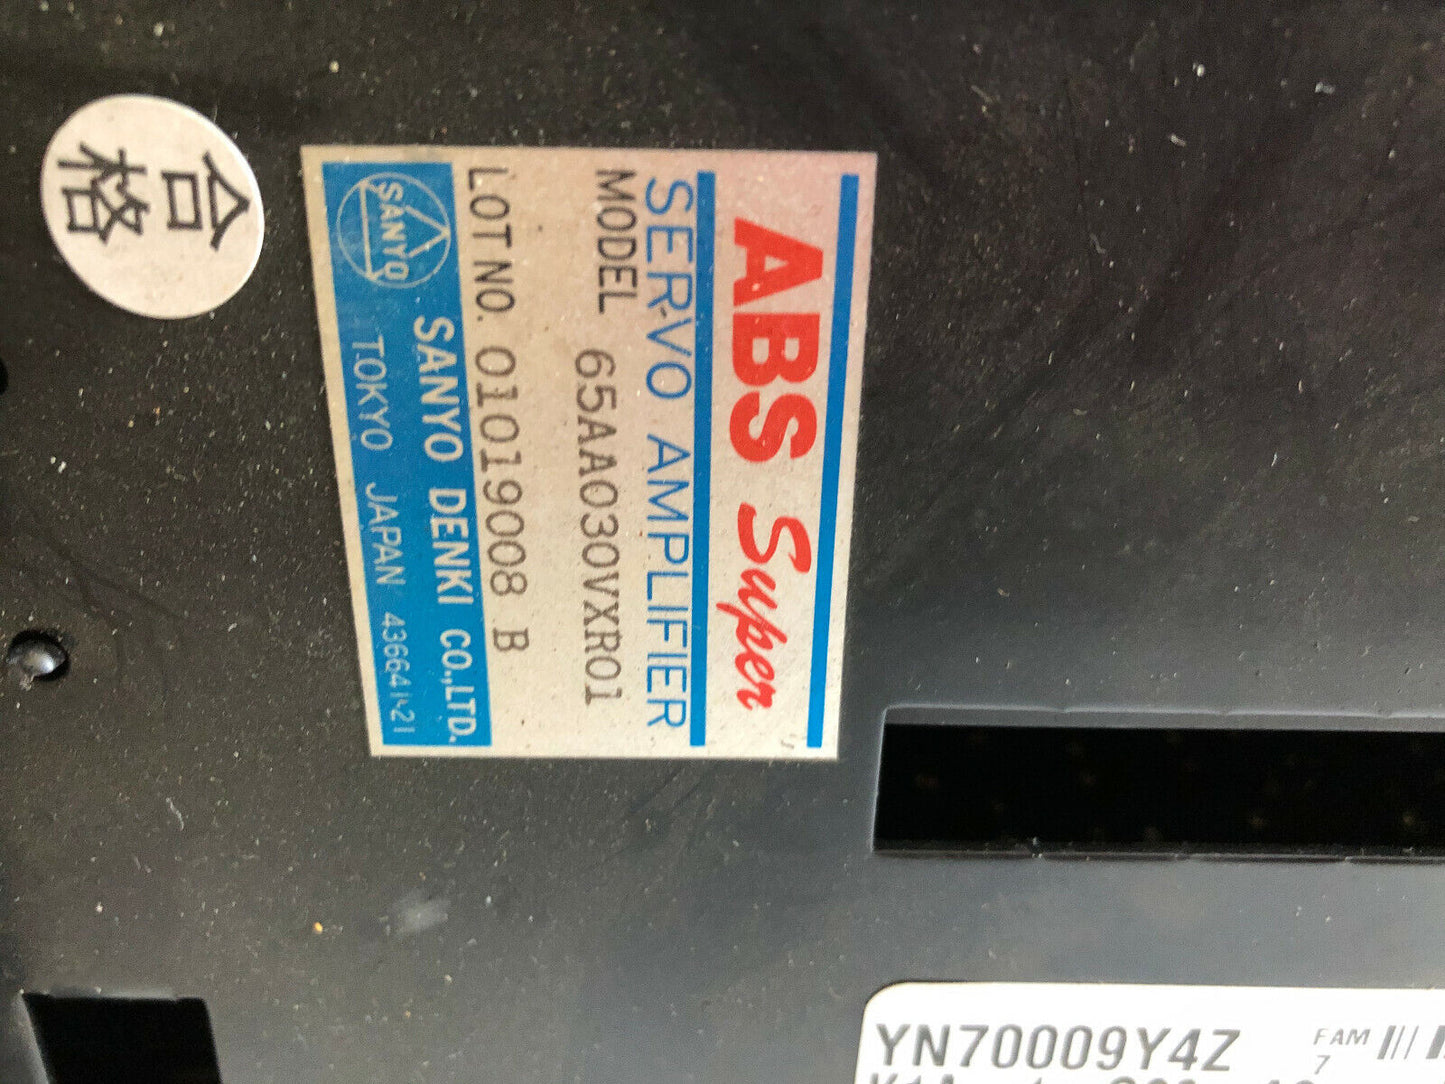 合格
ABS Super
SERVO AMPLIFIER
MODEL 65AA030VXR01
LOT NO. 01019008 B
SANYO
SANYO DENKI CO.,LTD.
TOKYO JAPAN 436641-21
YN70009Y4Z
FAM
7